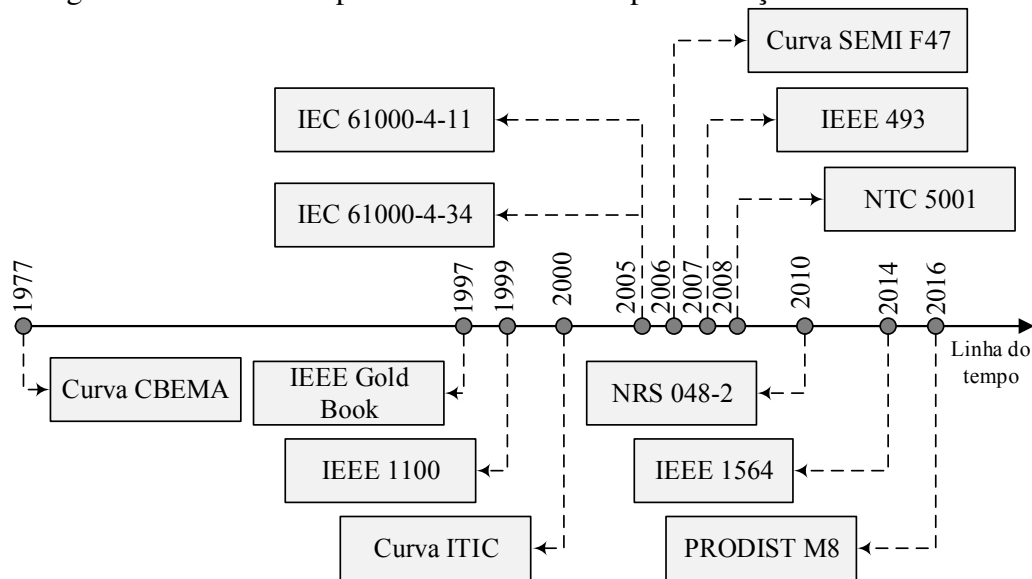 Curva SEMI F47
IEC 61000-4-11
IEEE 493
NTC 5001
IEC 61000-4-34
1977
1997
1999
2000
2005
2006
2007
2008
2010
2014
2016
Linha do
tempo
Curva CBEMA
IEEE Gold
Book
NRS 048-2
IEEE 1100
IEEE 1564
Curva ITIC
PRODIST M8